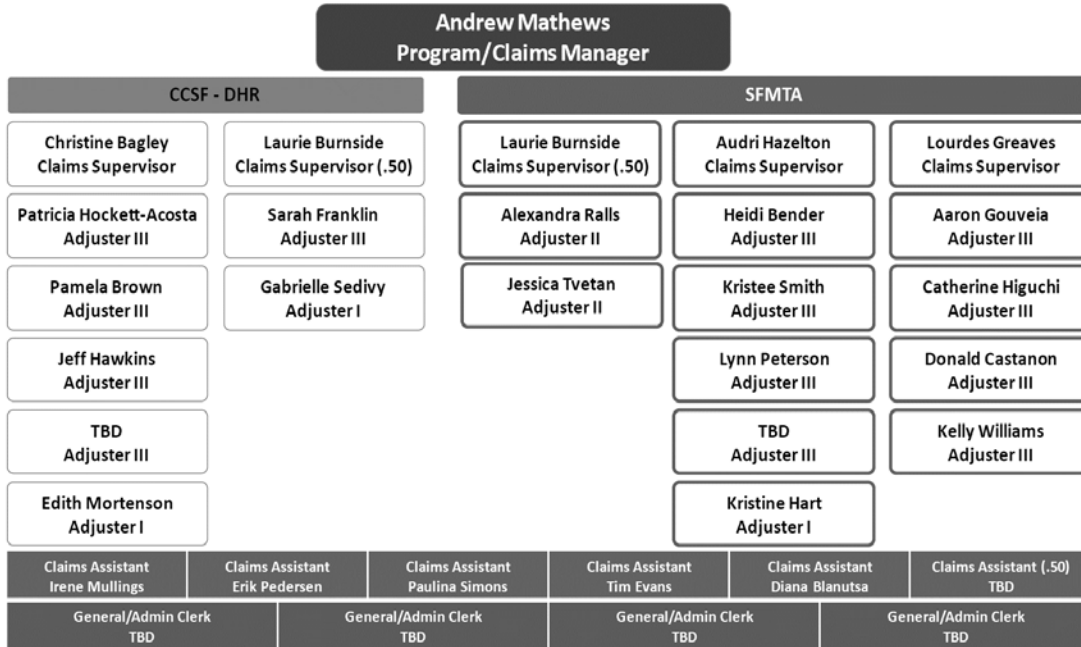 Andrew Mathews
Program/Claims Manager
CCSF - DHR
SFMTA
Christine Bagley
Claims Supervisor
Laurie Burnside
Claims Supervisor (.50)
Laurie Burnside
Claims Supervisor (.50)
Audri Hazelton
Claims Supervisor
Lourdes Greaves
Claims Supervisor
Patricia Hockett-Acosta
Adjuster III
Sarah Franklin
Adjuster III
Alexandra Ralls
Adjuster II
Heidi Bender
Adjuster III
Aaron Gouveia
Adjuster III
Pamela Brown
Adjuster III
Gabrielle Sedivy
Adjuster I
Jessica Tvetan
Adjuster II
Kristee Smith
Adjuster III
Catherine Higuchi
Adjuster III
Jeff Hawkins
Adjuster III
Lynn Peterson
Adjuster III
Donald Castanon
Adjuster III
TBD
Adjuster III
TBD
Adjuster III
Kelly Williams
Adjuster III
Edith Mortenson
Adjuster I
Kristine Hart
Adjuster I
Claims Assistant
Irene Mullings
Claims Assistant
Erik Pedersen
Claims Assistant
Paulina Simons
Claims Assistant
Tim Evans
Claims Assistant
Diana Blanutsa
Claims Assistant (.50)
TBD
General/Admin Clerk
TBD
General/Admin Clerk
TBD
General/Admin Clerk
TBD
General/Admin Clerk
TBD